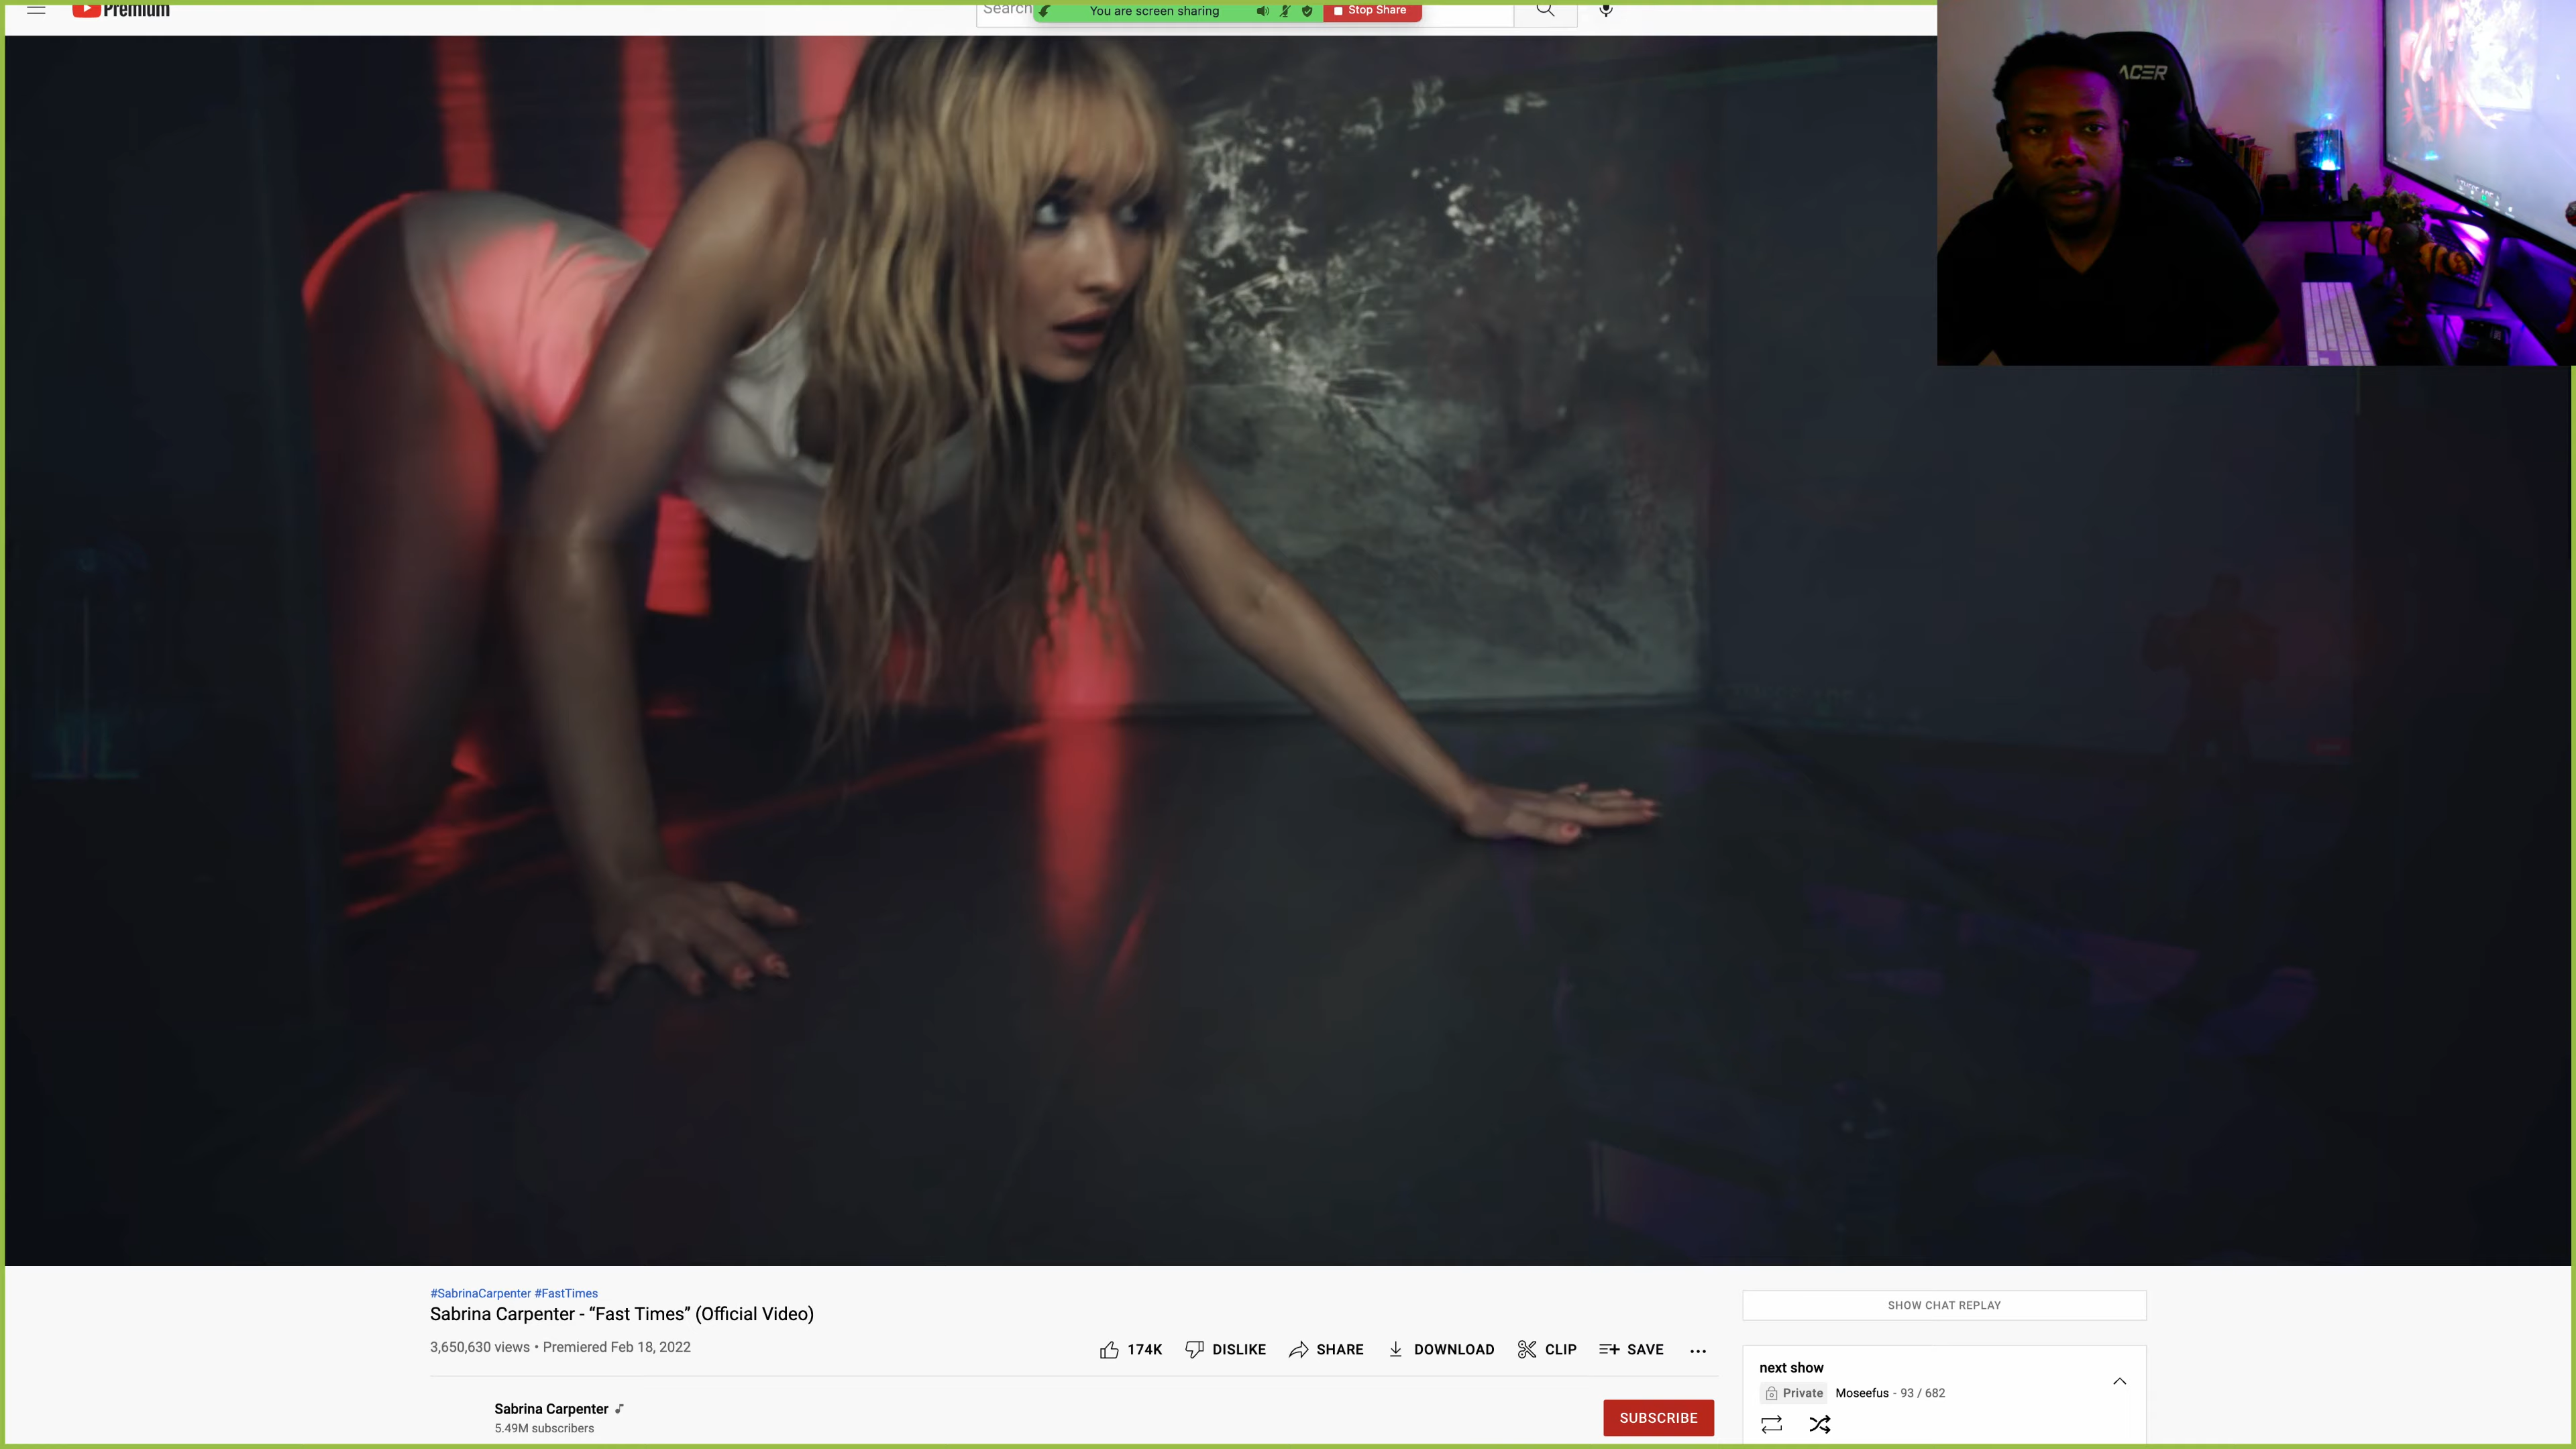 Premium
Search
You are screen sharing
Stop Share
ACER
#SabrinaCarpenter #FastTimes
Sabrina Carpenter - “Fast Times” (Official Video)
3,650,630 views • Premiered Feb 18, 2022
174K
DISLIKE
SHARE
DOWNLOAD
CLIP
SAVE
Sabrina Carpenter
5.49M subscribers
SUBSCRIBE
SHOW CHAT REPLAY
next show
Private Moseefus - 93 / 682